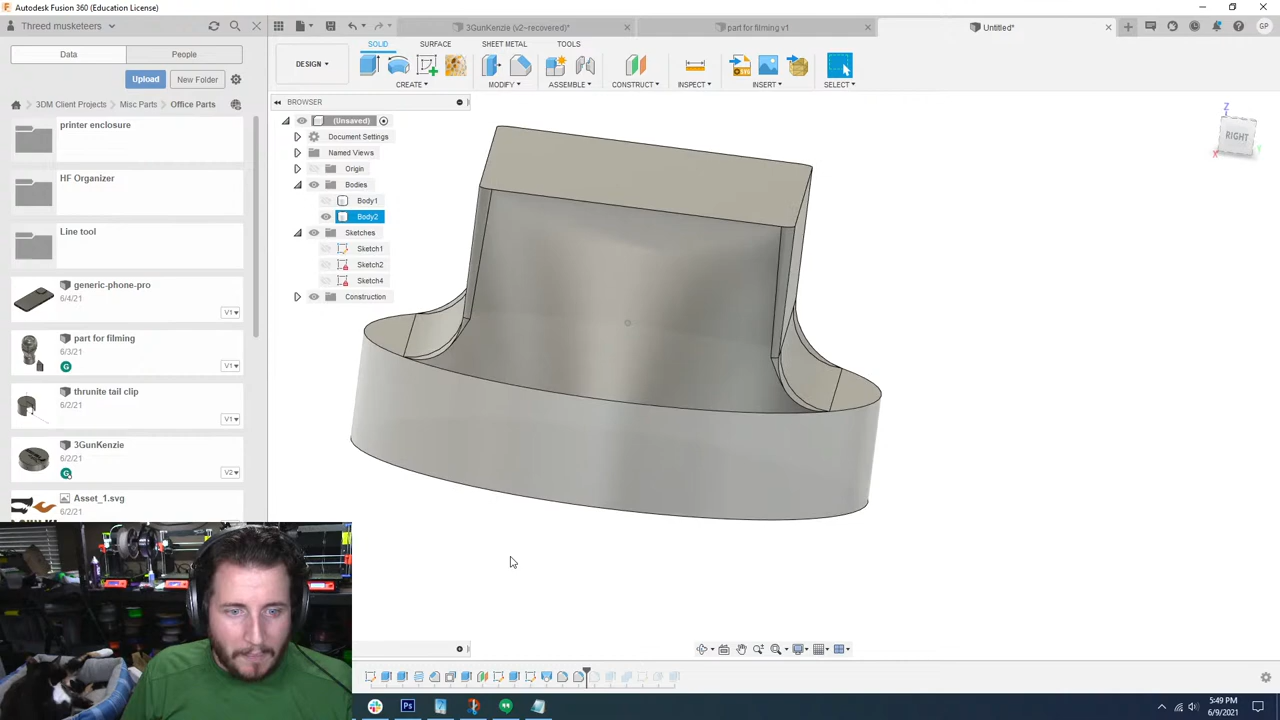 Autodesk Fusion 360 (Education License)
Threed musketeers
3GunKenzie (v2~recovered)*
part for filming v1
Untitled*
GP
Data
People
Upload
New Folder
3DM Client Projects
Misc Parts
Office Parts
DESIGN
SOLID
SURFACE
SHEET METAL
TOOLS
CREATE
MODIFY
ASSEMBLE
CONSTRUCT
INSPECT
INSERT
SELECT
BROWSER
(Unsaved)
Document Settings
Named Views
Origin
Bodies
Body1
Body2
Sketches
Sketch1
Sketch2
Sketch4
Construction
printer enclosure
HF Organizer
Line tool
generic-phone-pro
6/4/21
V1
part for filming
6/3/21
G
V1
thrunite tail clip
6/2/21
V1
3GunKenzie
6/2/21
G
V2
Asset_1.svg
6/2/21
Z
RIGHT
X
Y
Ps
5:49 PM
6/9/2021